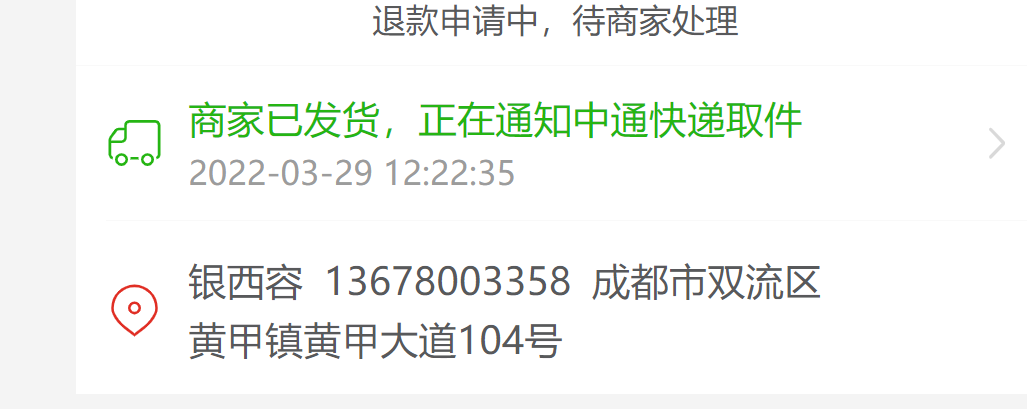 退款申请中，待商家处理
商家已发货，正在通知中通快递取件
2022-03-29 12:22:35
银西容 13678003358 成都市双流区
黄甲镇黄甲大道104号